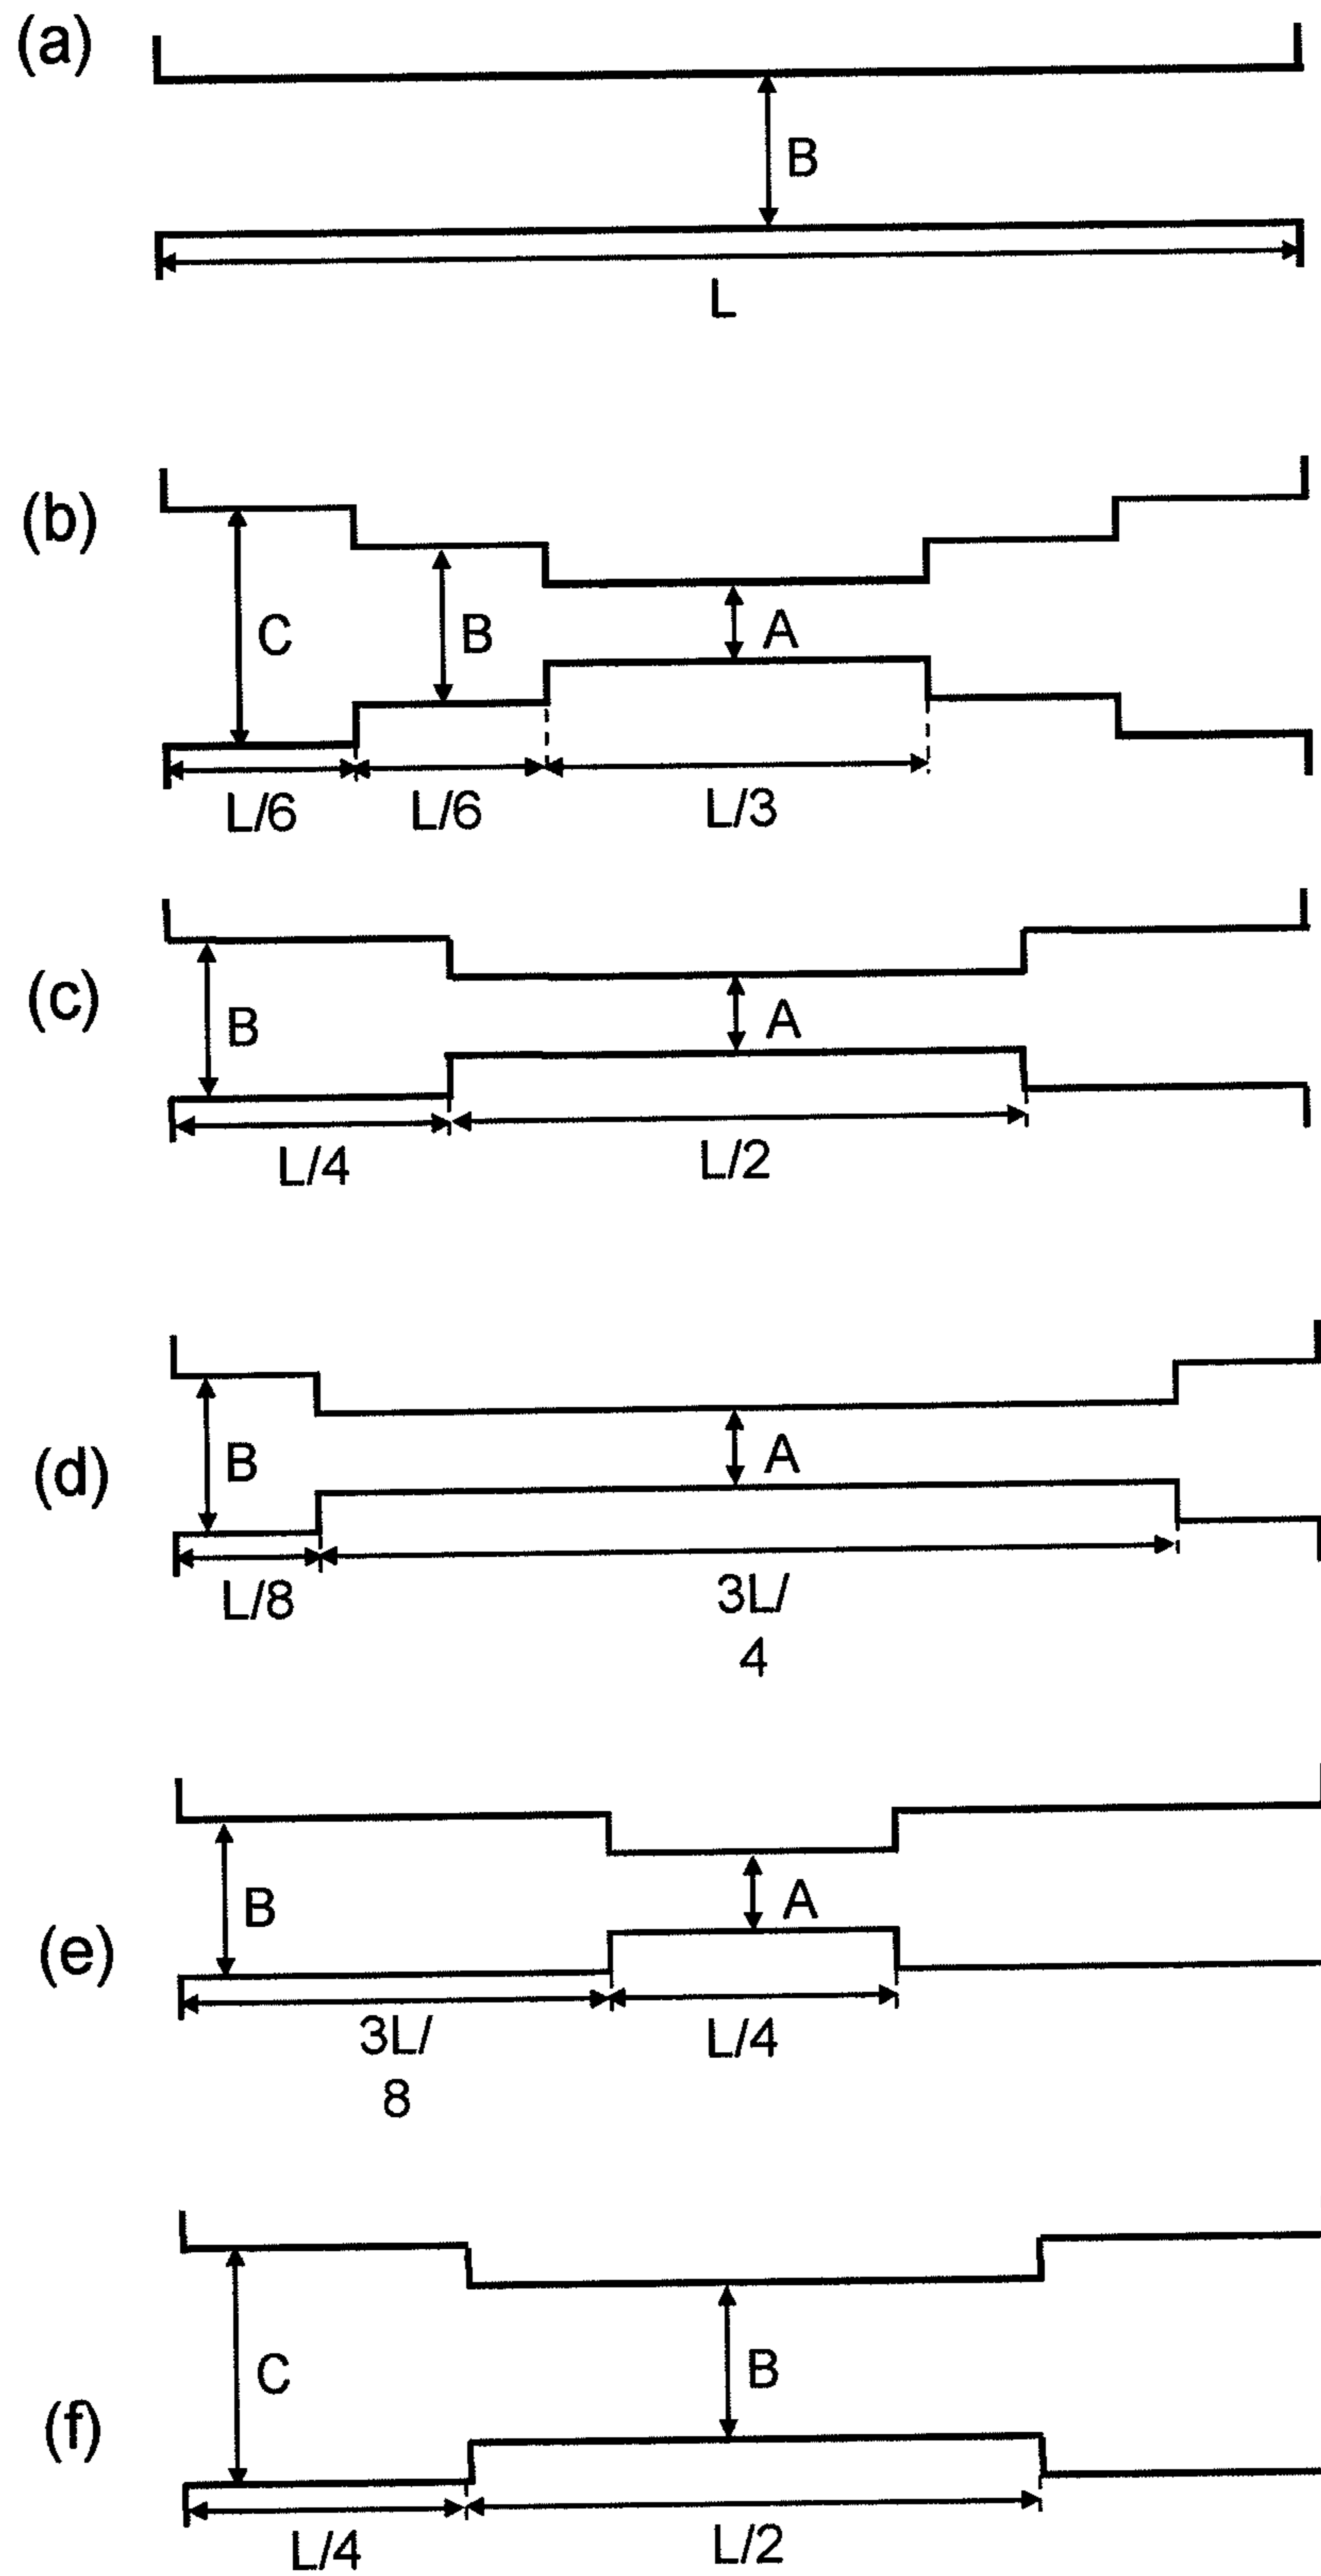 (a)
B
L
(b)
C B A
L/6 L/6 L/3
(c)
B A
L/4 L/2
(d)
B A
L/8 3L/
4
(e)
B A
3L/ L/4
8
(f)
C B
L/4 L/2